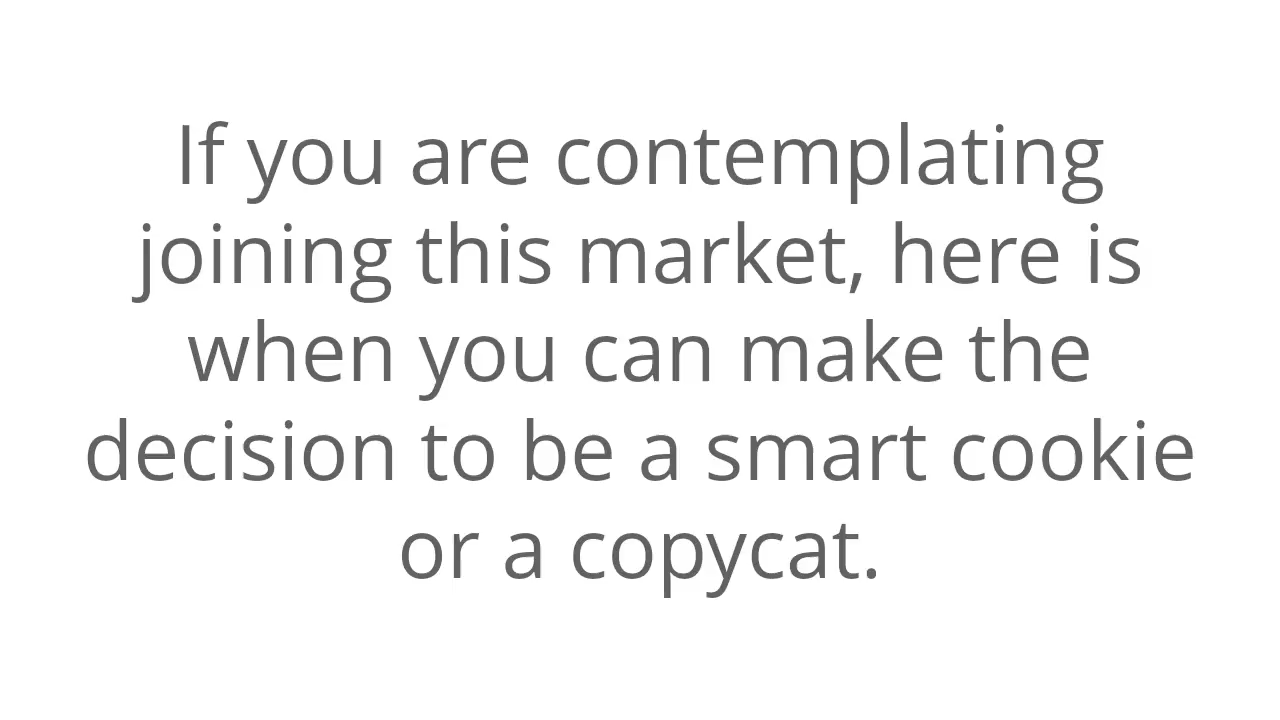 If you are contemplating
joining this market, here is
when you can make the
decision to be a smart cookie
or a copycat.